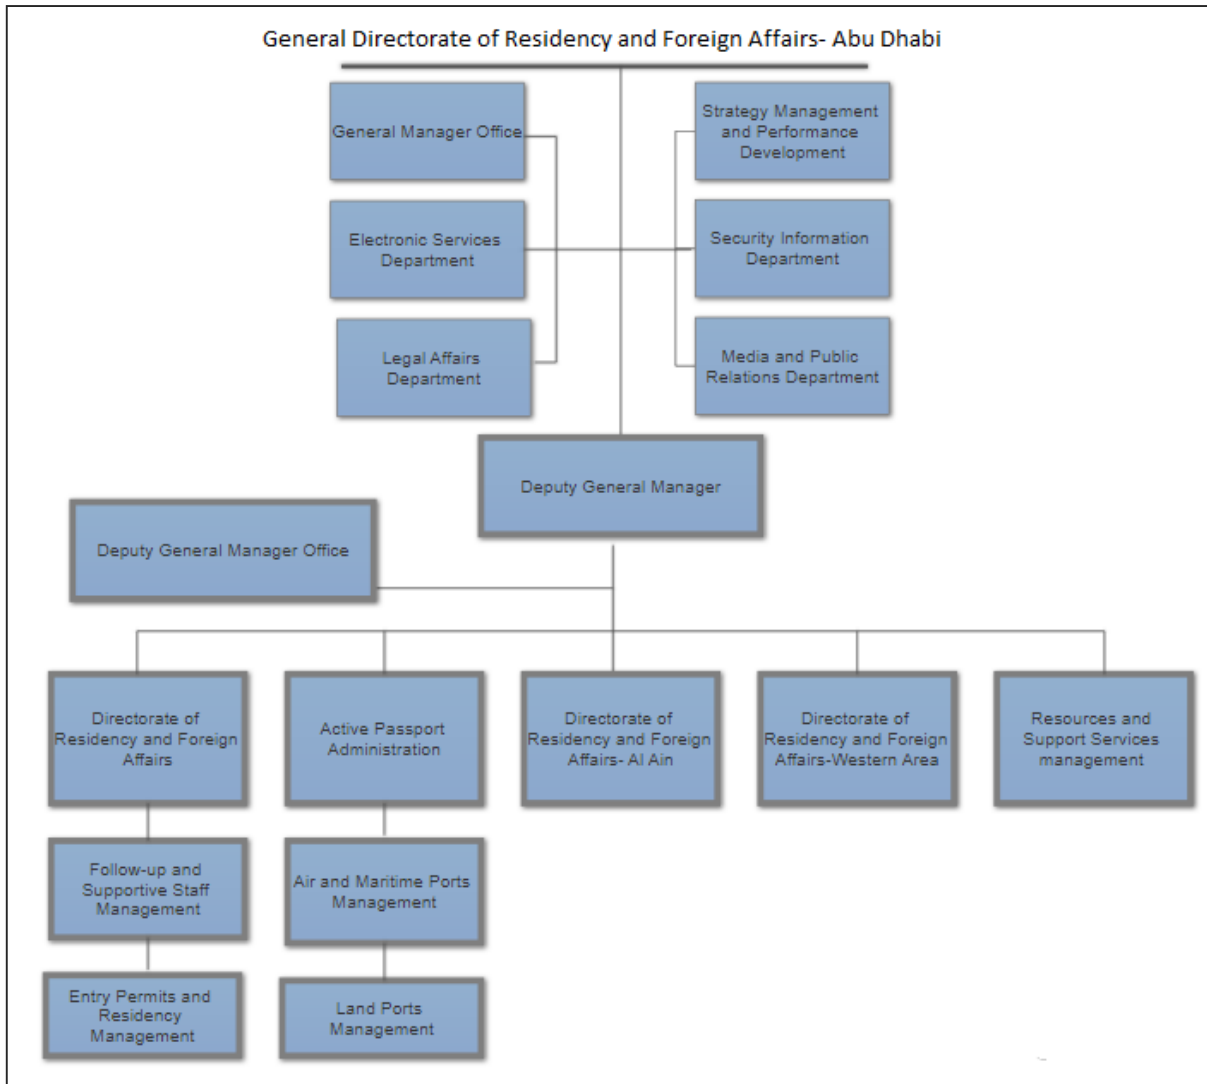 General Directorate of Residency and Foreign Affairs- Abu Dhabi
General Manager Office
Strategy Management
and Performance
Development
Electronic Services
Department
Security Information
Department
Legal Affairs
Department
Media and Public
Relations Department
Deputy General Manager
Deputy General Manager Office
Directorate of
Residency and Foreign
Affairs
Active Passport
Administration
Directorate of
Residency and Foreign
Affairs- Al Ain
Directorate of
Residency and Foreign
Affairs-Western Area
Resources and
Support Services
management
Follow-up and
Supportive Staff
Management
Air and Maritime Ports
Management
Entry Permits and
Residency
Management
Land Ports
Management